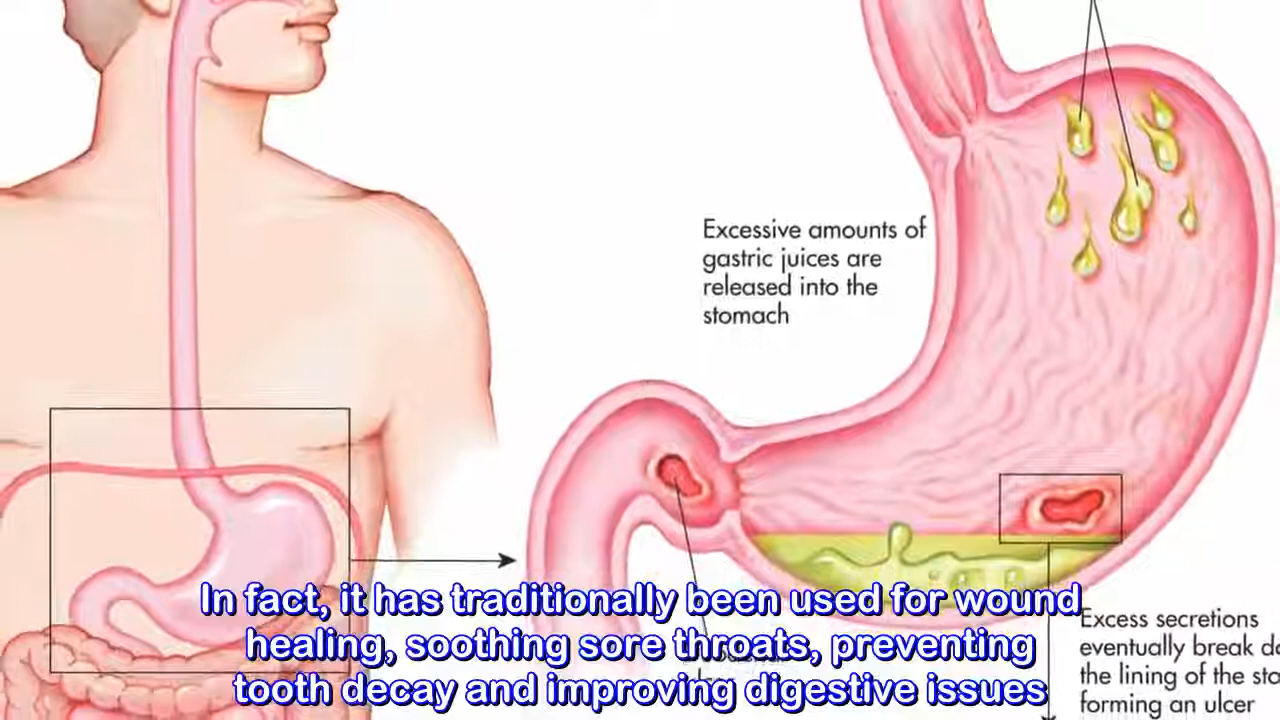 Excessive amounts of
gastric juices are
released into the
stomach
Excess secretions
eventually break
the lining of the
forming an ulcer
In fact, it has traditionally been used for wound
healing, soothing sore throats, preventing
tooth decay and improving digestive issues